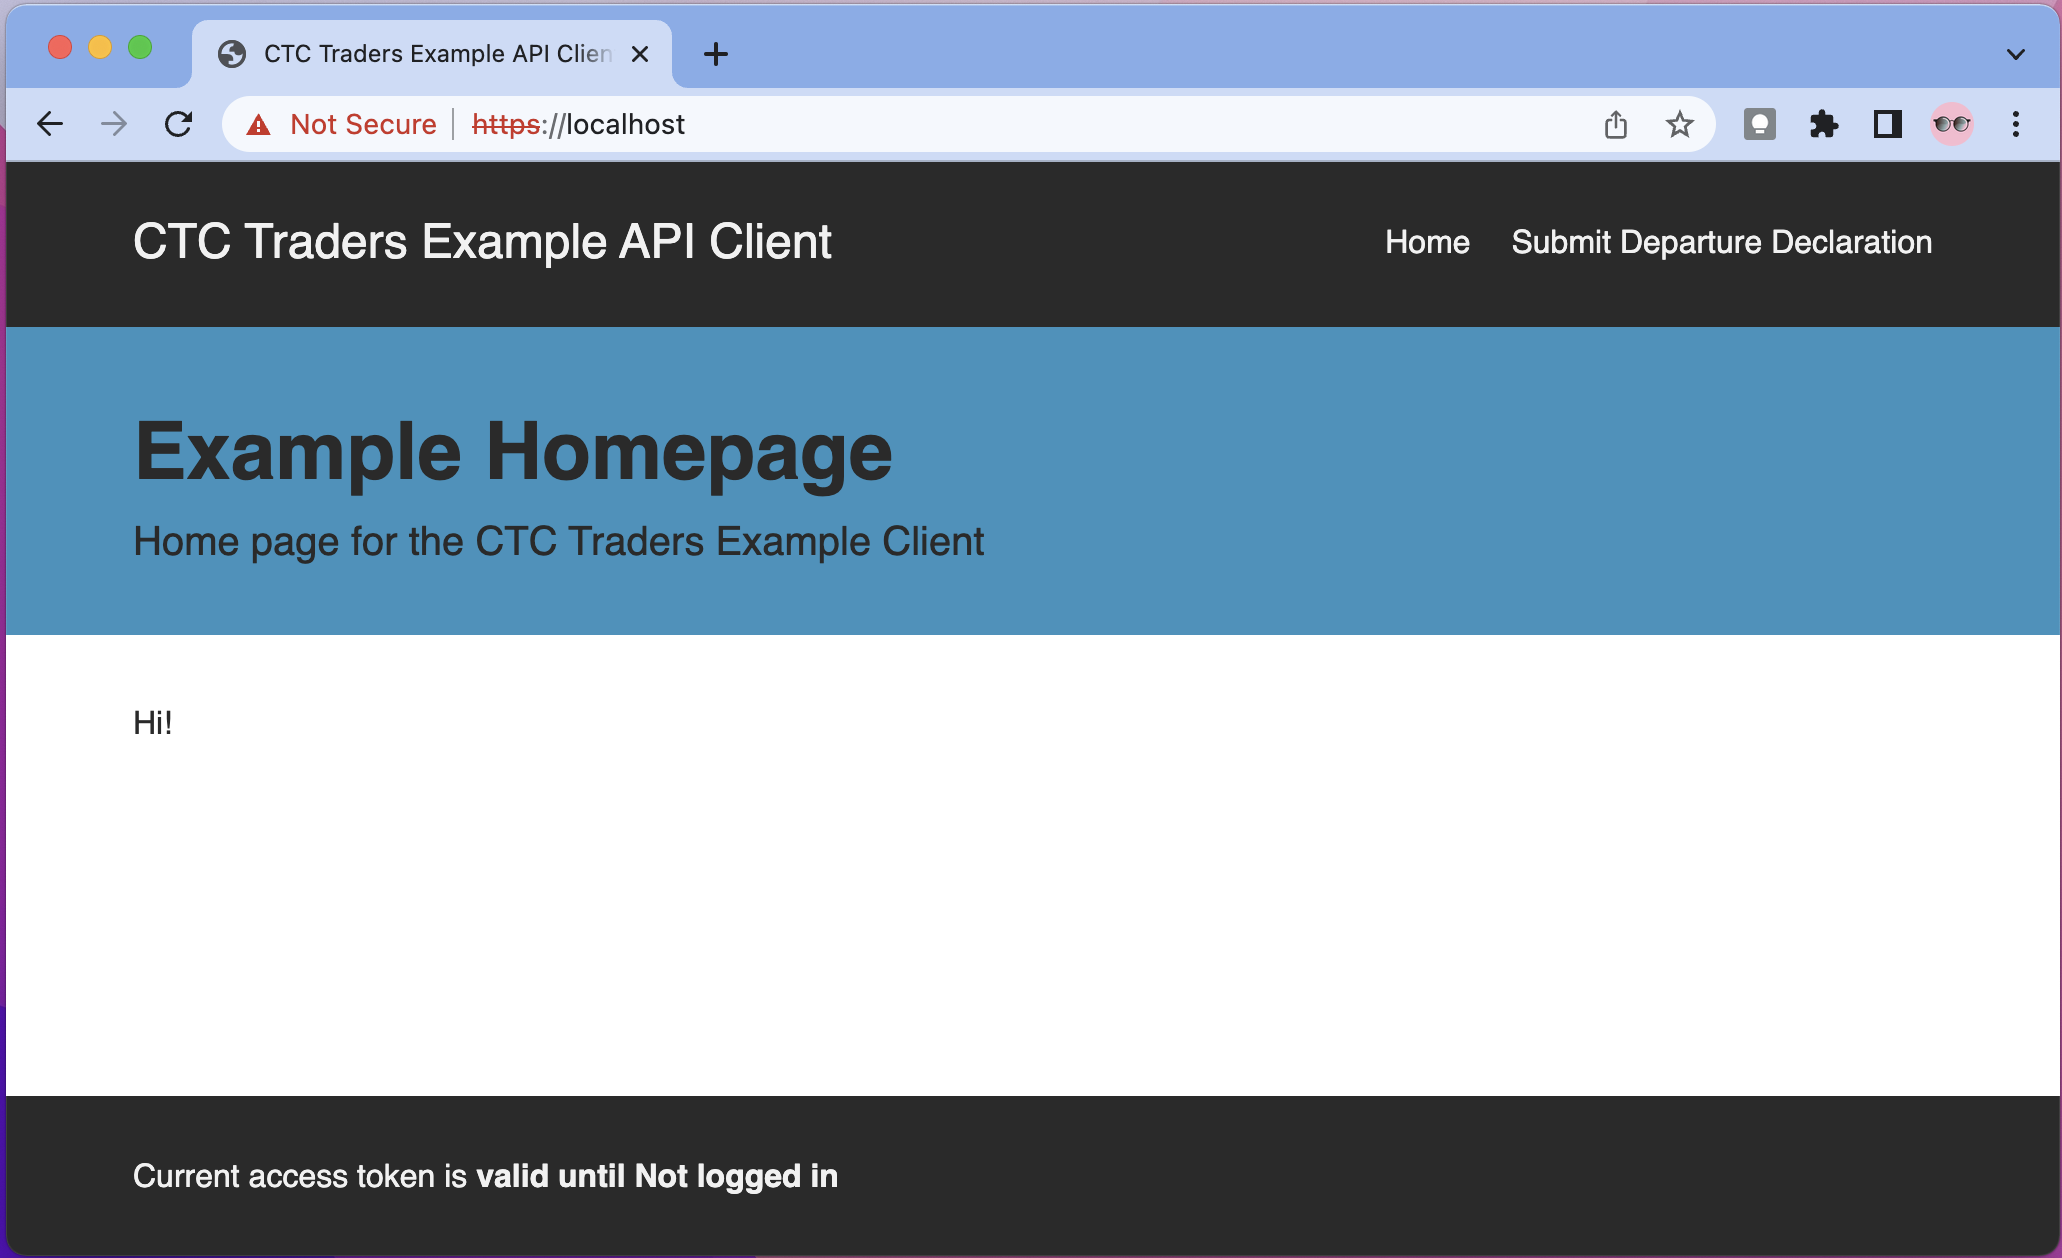 CTC Traders Example API Clien
Not Secure https://localhost
CTC Traders Example API Client
Home Submit Departure Declaration
Example Homepage
Home page for the CTC Traders Example Client
Hi!
Current access token is valid until Not logged in